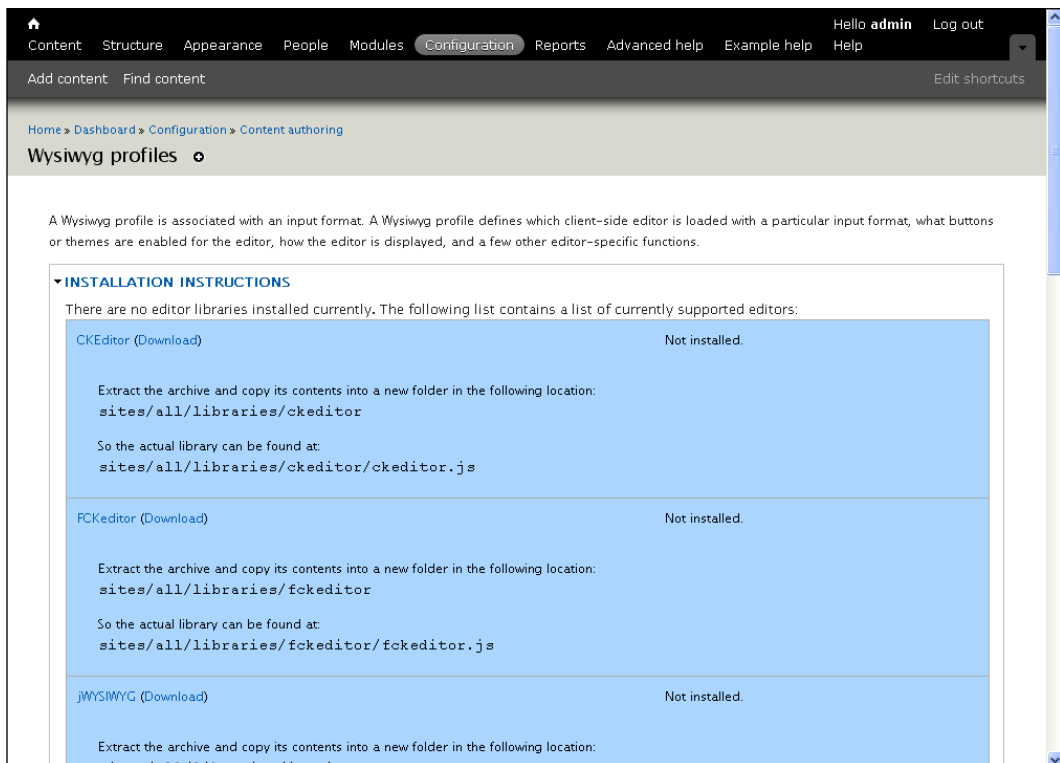 Hello admin Log out
Content Structure Appearance People Modules Configuration Reports Advanced help Example help Help
Add content Find content Edit shortcuts
Home » Dashboard » Configuration » Content authoring
Wysiwyg profiles
A Wysiwyg profile is associated with an input format. A Wysiwyg profile defines which client-side editor is loaded with a particular input format, what buttons
or themes are enabled for the editor, how the editor is displayed, and a few other editor-specific functions.
INSTALLATION INSTRUCTIONS
There are no editor libraries installed currently. The following list contains a list of currently supported editors:
CKEditor (Download) Not installed.
Extract the archive and copy its contents into a new folder in the following location:
sites/all/libraries/ckeditor
So the actual library can be found at:
sites/all/libraries/ckeditor/ckeditor.js
FCKeditor (Download) Not installed.
Extract the archive and copy its contents into a new folder in the following location:
sites/all/libraries/fckeditor
So the actual library can be found at:
sites/all/libraries/fckeditor/fckeditor.js
jWYSIWYG (Download) Not installed.
Extract the archive and copy its contents into a new folder in the following location: